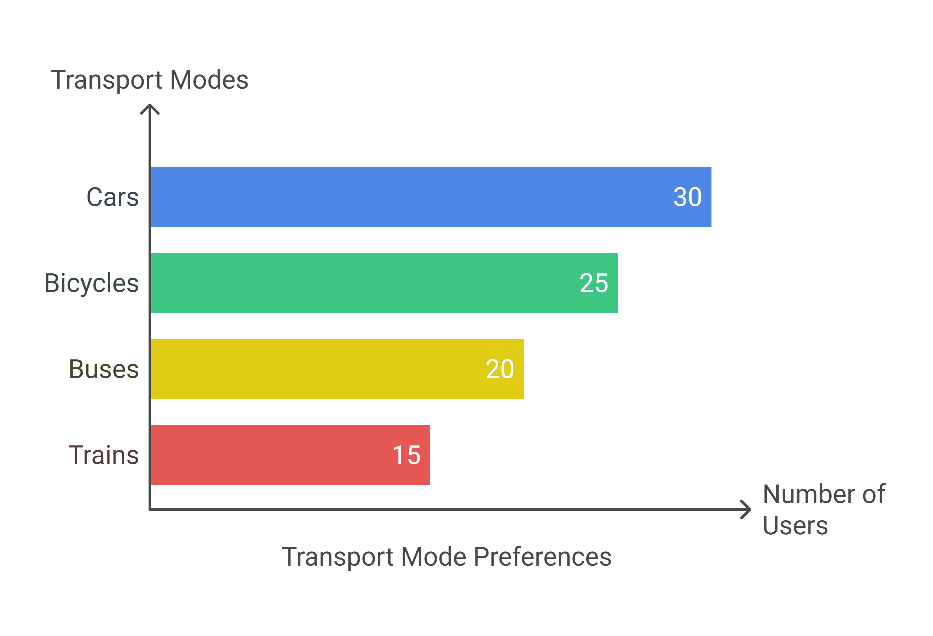 Transport Modes
Cars
30
Bicycles
25
Buses
20
Trains
15
Number of
Users
Transport Mode Preferences